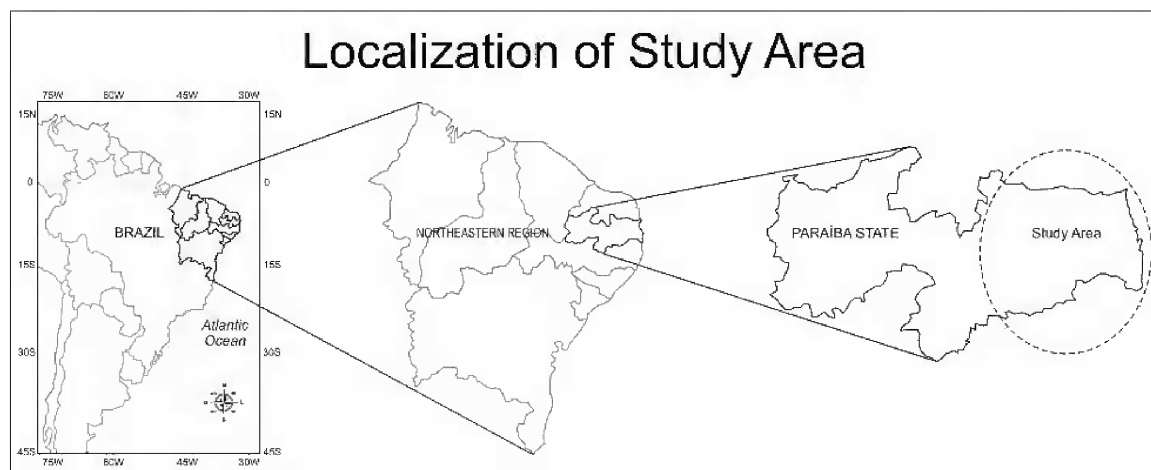 Localization of Study Area
75W 60W 45W 30W
15N 15N
0 0
BRAZIL
NORTHEASTERN REGION
PARAÍBA STATE
Study Area
15S 15S
Atlantic
Ocean
30S 30S
45S 45S
75W 60W 45W 30W